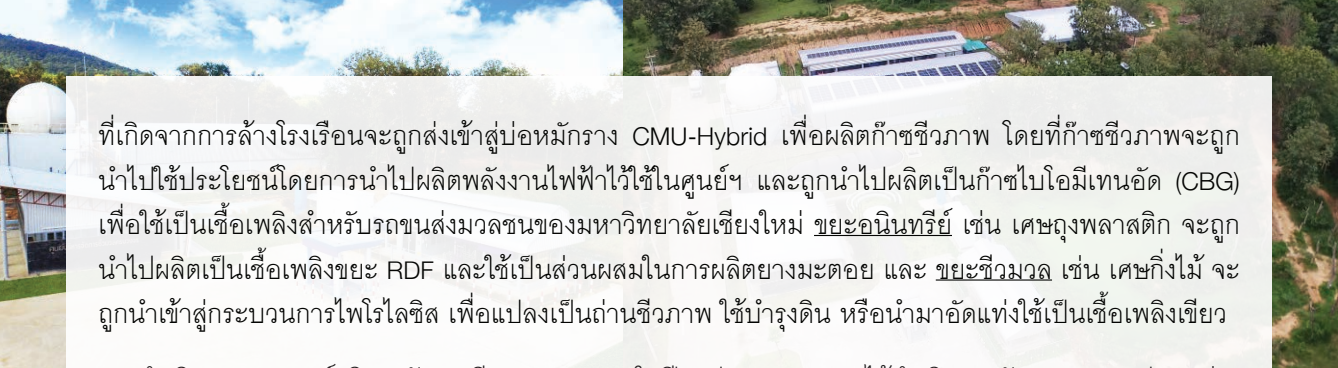 ที่เกิดจากการล้างโรงเรือนจะถูกส่งเข้าสู่บ่อหมักราง CMU-Hybrid เพื่อผลิตก๊าซชีวภาพ โดยที่ก๊าซชีวภาพจะถูก
นำไปใช้ประโยชน์โดยการนำไปผลิตพลังงานไฟฟ้าไว้ใช้ในศูนย์ฯ และถูกนำไปผลิตเป็นก๊าซไบโอมีเทนอัด (CBG)
เพื่อใช้เป็นเชื้อเพลิงสำหรับรถขนส่งมวลชนของมหาวิทยาลัยเชียงใหม่ ขยะอนินทรีย์ เช่น เศษถุงพลาสติก จะถูก
นำไปผลิตเป็นเชื้อเพลิงขยะ RDF และใช้เป็นส่วนผสมในการผลิตยางมะตอย และ ขยะชีวมวล เช่น เศษกิ่งไม้ จะ
ถูกนำเข้าสู่กระบวนการไพโรไลซิส เพื่อแปลงเป็นถ่านชีวภาพ ใช้บำรุงดิน หรือนำมาอัดแท่งใช้เป็นเชื้อเพลิงเขียว